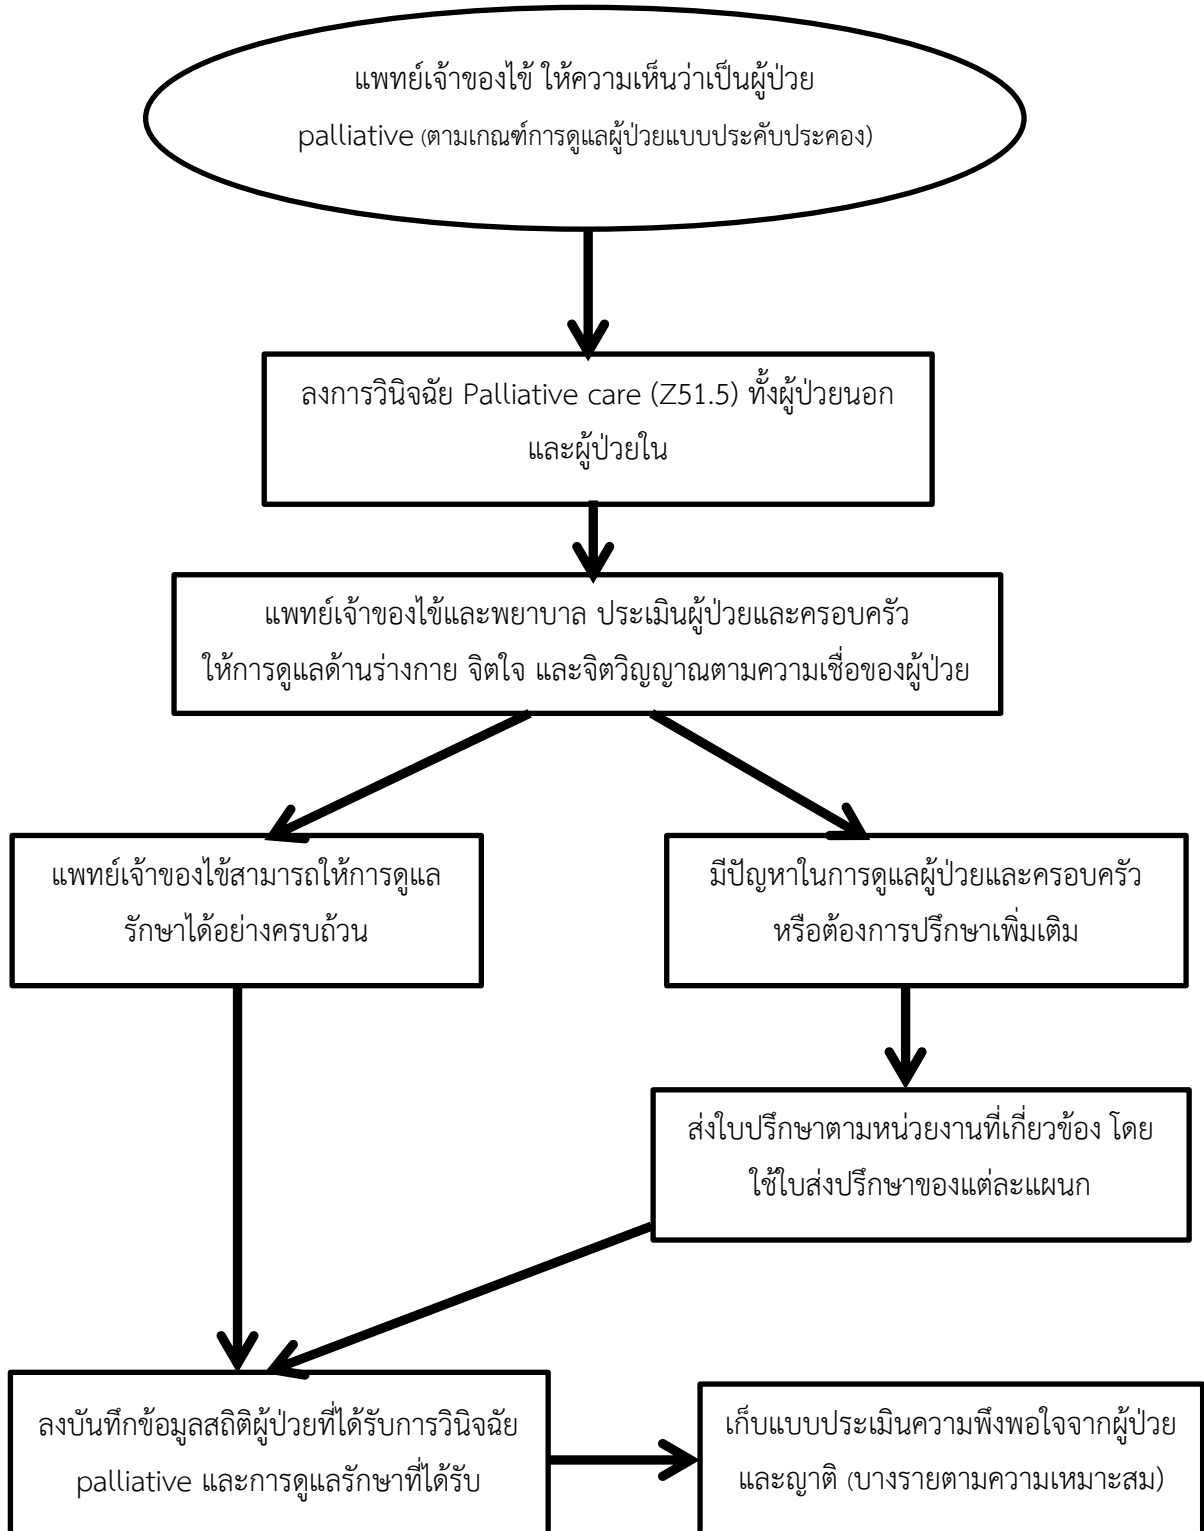 แพทย์เจ้าของไข้ ให้ความเห็นว่าเป็นผู้ป่วย
palliative (ตามเกณฑ์การดูแลผู้ป่วยแบบประคับประคอง)
ลงการวินิจฉัย Palliative care (Z51.5) ทั้งผู้ป่วยนอก
และผู้ป่วยใน
แพทย์เจ้าของไข้และพยาบาล ประเมินผู้ป่วยและครอบครัว
ให้การดูแลด้านร่างกาย จิตใจ และจิตวิญญาณตามความเชื่อของผู้ป่วย
แพทย์เจ้าของไข้สามารถให้การดูแล
รักษาได้อย่างครบถ้วน
มีปัญหาในการดูแลผู้ป่วยและครอบครัว
หรือต้องการปรึกษาเพิ่มเติม
ส่งใบปรึกษาตามหน่วยงานที่เกี่ยวข้อง โดย
ใช้ใบส่งปรึกษาของแต่ละแผนก
ลงบันทึกข้อมูลสถิติผู้ป่วยที่ได้รับการวินิจฉัย
palliative และการดูแลรักษาที่ได้รับ
เก็บแบบประเมินความพึงพอใจจากผู้ป่วย
และญาติ (บางรายตามความเหมาะสม)